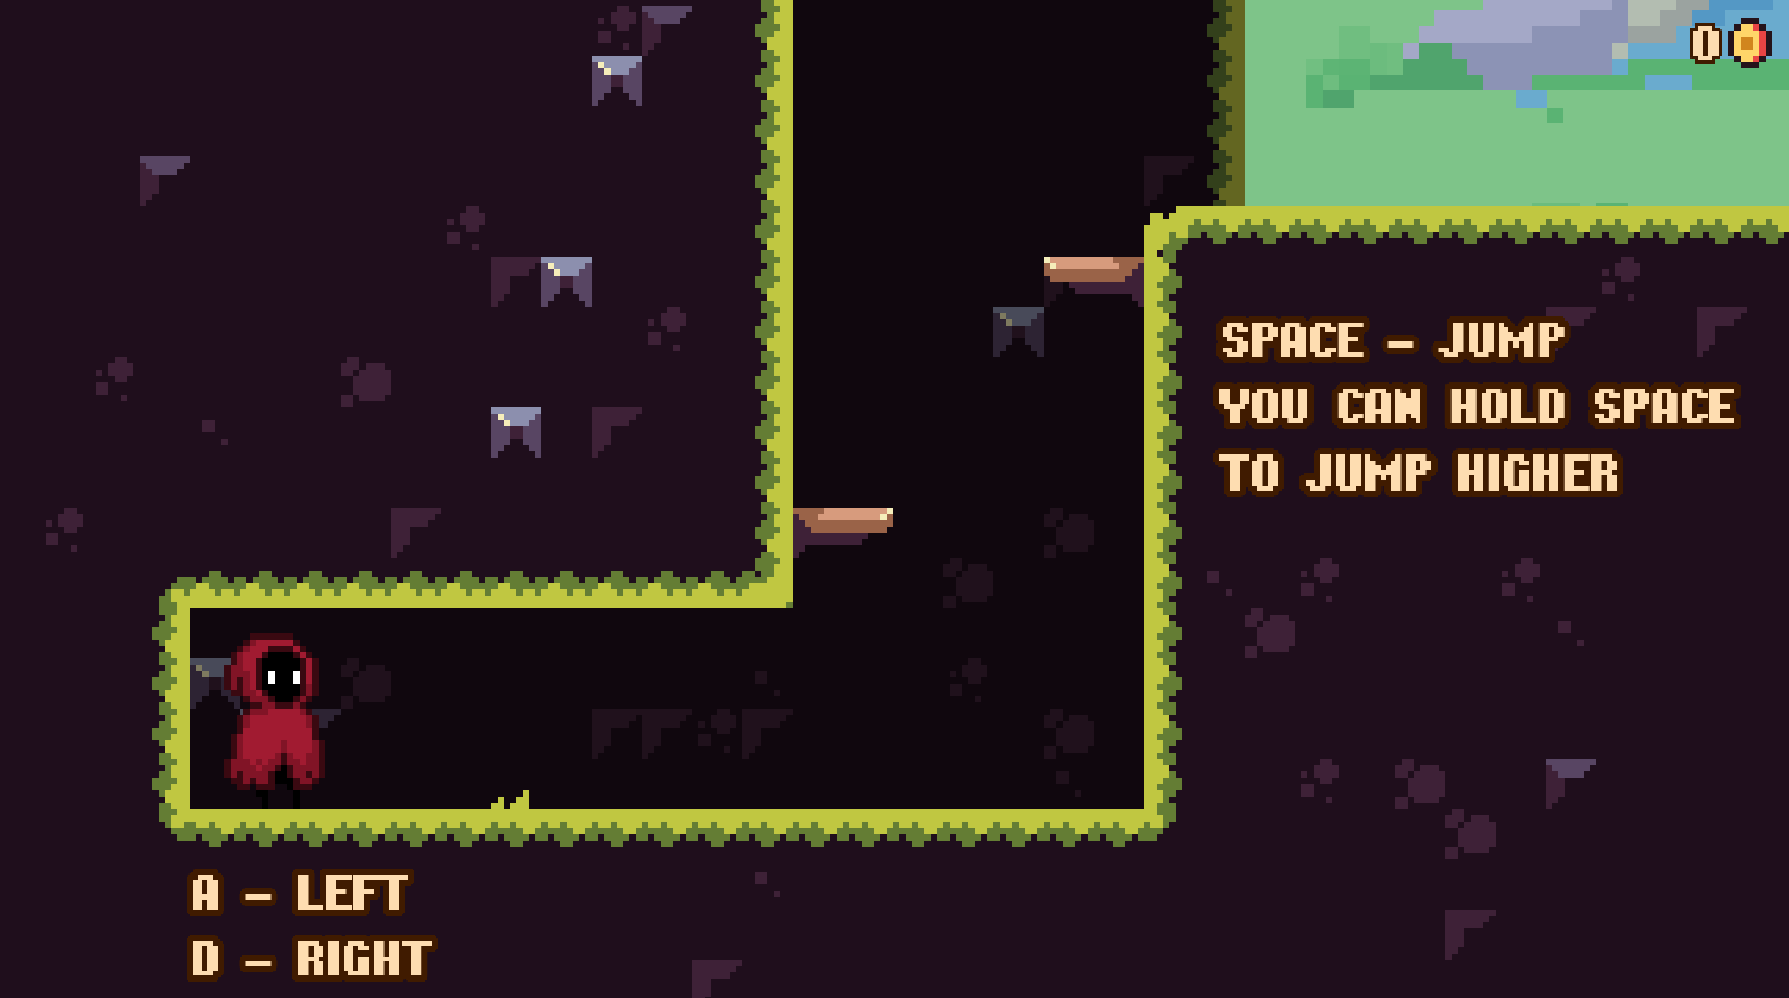 0
SPACE - JUMP
YOU CAN HOLD SPACE
TO JUMP HIGHER
A - LEFT
D - RIGHT